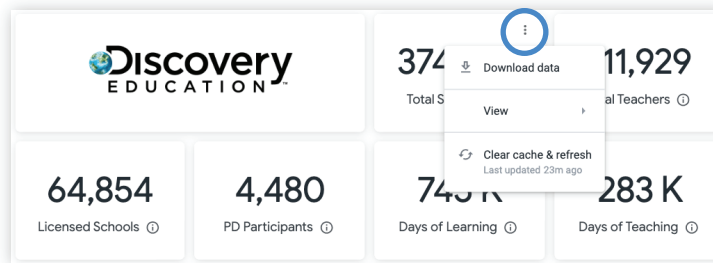 Discovery
EDUCATION™
374
Total S
11,929
al Teachers
Download data
View
Clear cache & refresh
Last updated 23m ago
64,854
Licensed Schools
4,480
PD Participants
Days of Learning
283 K
Days of Teaching